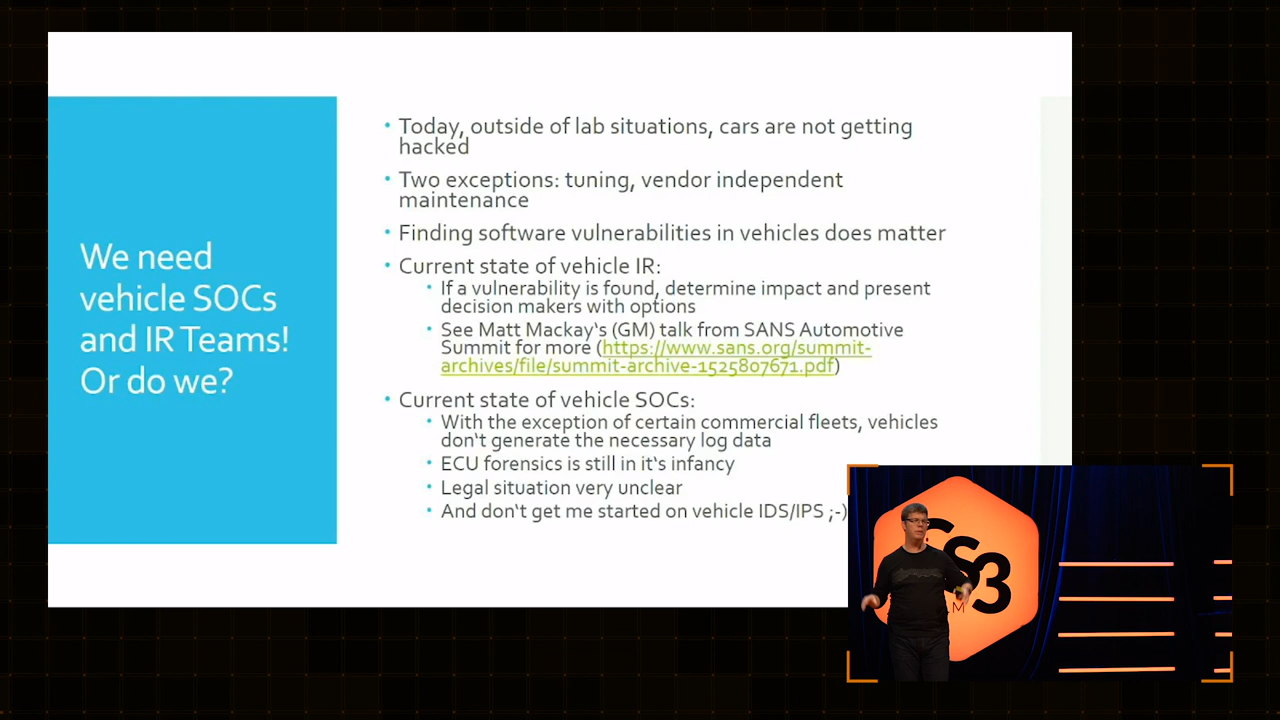 We need
vehicle SOCs
and IR Teams!
Or do we?
• Today, outside of lab situations, cars are not getting
hacked
• Two exceptions: tuning, vendor independent
maintenance
• Finding software vulnerabilities in vehicles does matter
• Current state of vehicle IR:
• If a vulnerability is found, determine impact and present
decision makers with options
• See Matt Mackay‘s (GM) talk from SANS Automotive
Summit for more (https://www.sans.org/summit-
archives/file/summit-archive-1525807671.pdf)
• Current state of vehicle SOCs:
• With the exception of certain commercial fleets, vehicles
don‘t generate the necessary log data
• ECU forensics is still in it‘s infancy
• Legal situation very unclear
• And don‘t get me started on vehicle IDS/IPS ;-)
CS3